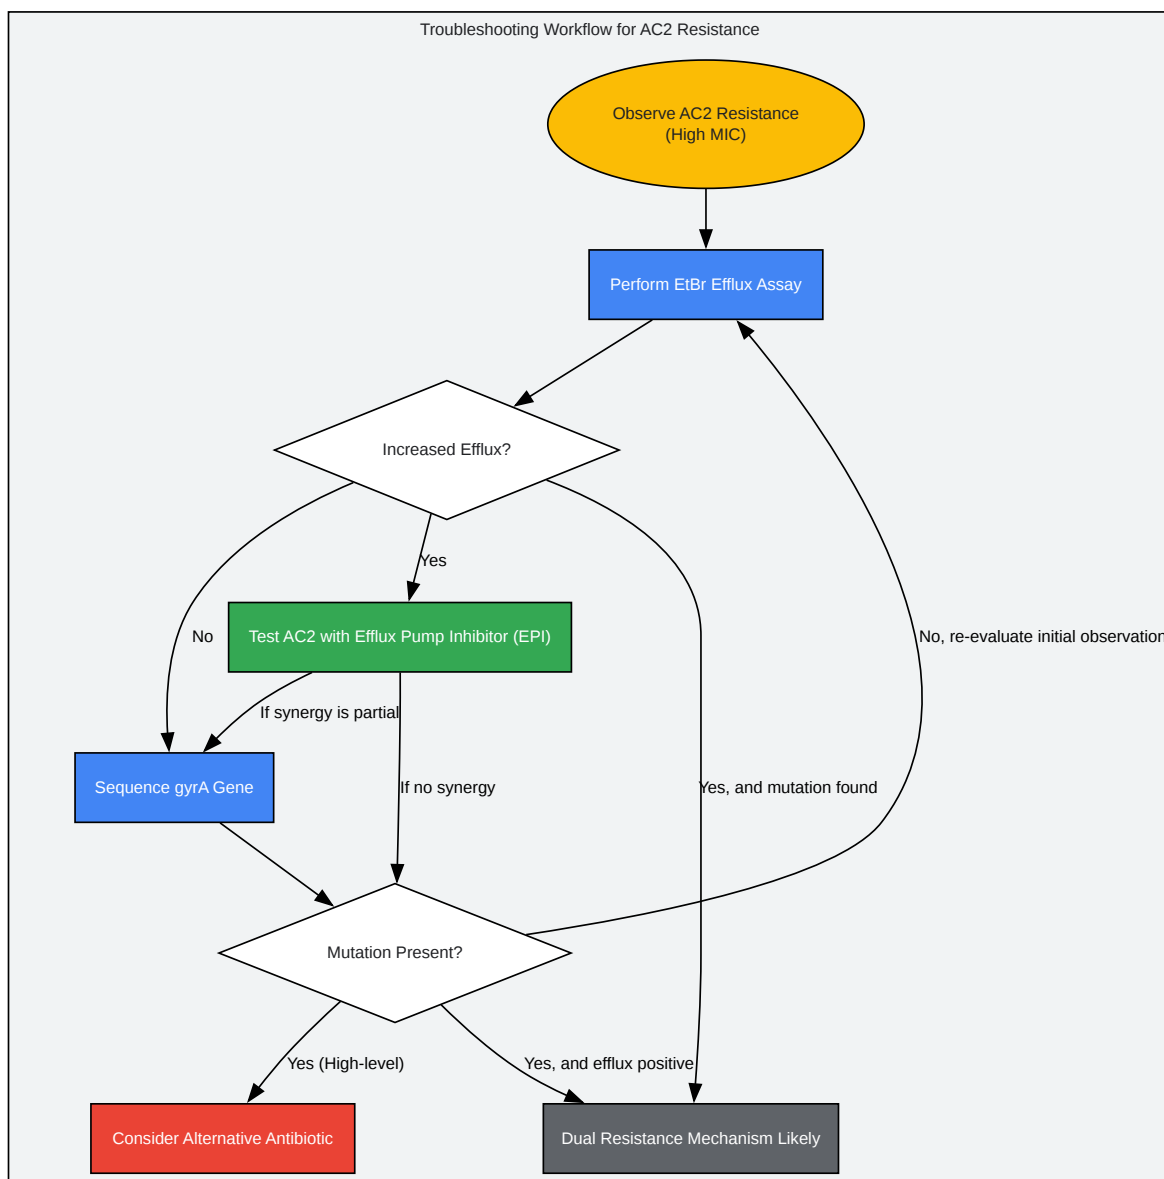 Troubleshooting Workflow for AC2 Resistance
Observe AC2 Resistance
(High MIC)
Perform EtBr Efflux Assay
Increased Efflux?
Yes
No
Test AC2 with Efflux Pump Inhibitor (EPI)
No, re-evaluate initial observation
If synergy is partial
Sequence gyrA Gene
If no synergy
Yes, and mutation found
Mutation Present?
Yes (High-level)
Yes, and efflux positive
Consider Alternative Antibiotic
Dual Resistance Mechanism Likely